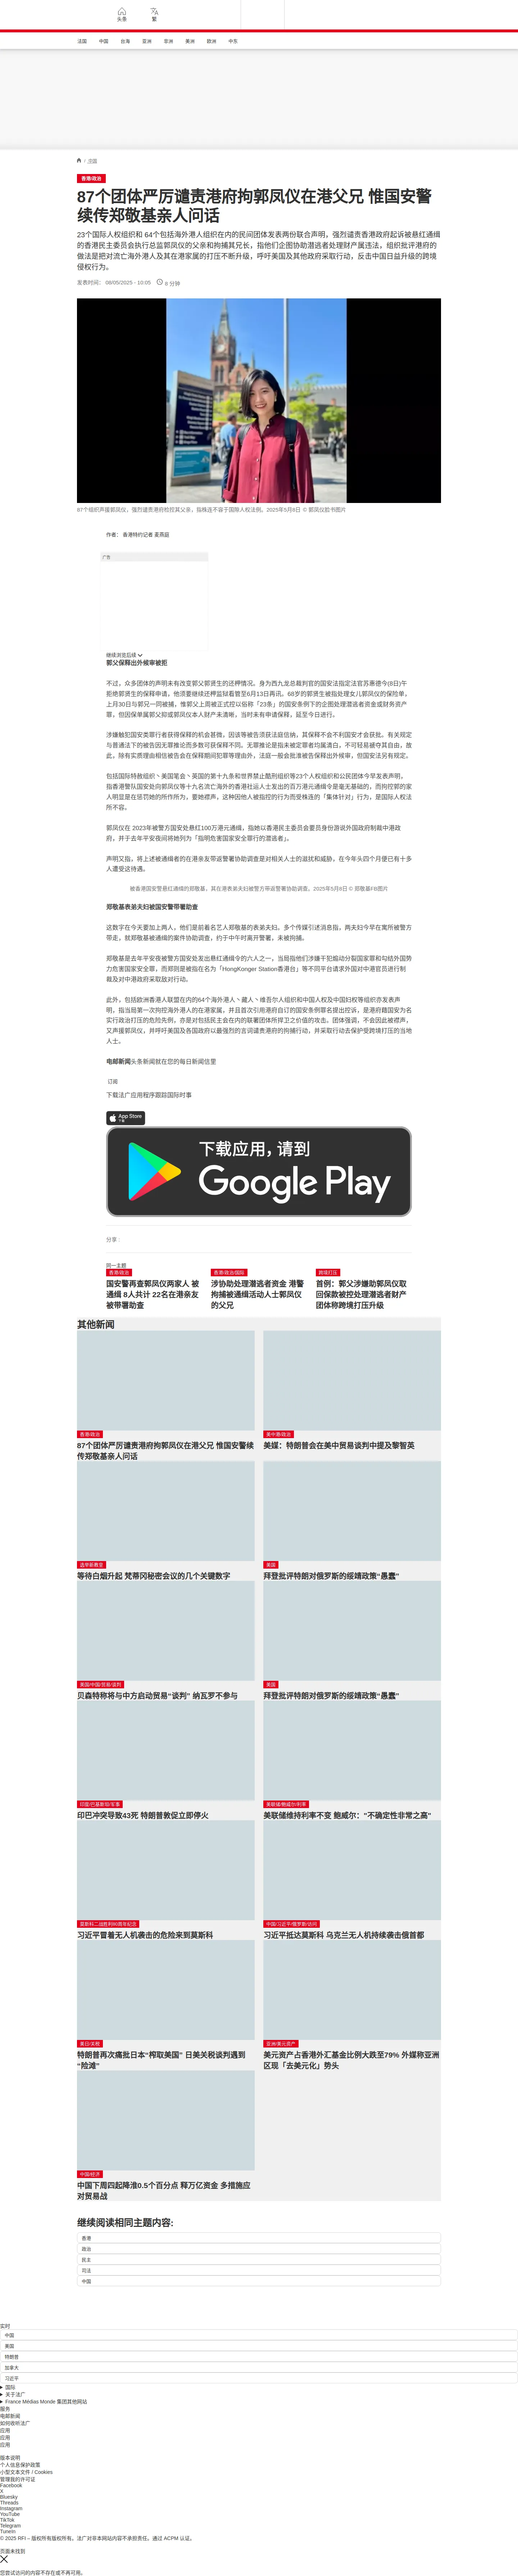 头条
繁
法国
中国
台海
亚洲
非洲
美洲
欧洲
中东
/ 港澳
香港/政治
87个团体严厉谴责港府拘郭凤仪在港父兄 惟国安警
续传郑敬基亲人问话
23个国际人权组织和 64个包括海外港人组织在内的民间团体发表两份联合声明，强烈谴责香港政府起诉被悬红通缉
的香港民主委员会执行总监郭凤仪的父亲和拘捕其兄长，指他们企图协助潜逃者处理财产属违法，组织批评港府的
做法是把对流亡海外港人及其在港家属的打压不断升级，呼吁美国及其他政府采取行动，反击中国日益升级的跨境
侵权行为。
发表时间： 08/05/2025 - 10:05
6 分钟
87个组织声援郭凤仪，强烈谴责港府检控其父亲，指株连不容于国际人权法例。2025年5月8日 © 郭凤仪脸书图片
作者： 香港特约记者 麦燕庭
广告
继续浏览后续
郭父保释出外候审被拒
不过，众多团体的声明未有改变郭父郭贤生的还押情况。身为西九龙总裁判官的国安法指定法官苏惠德今(8日)午
拒绝郭贤生的保释申请，他须要继续还押监狱看管至6月13日再讯。68岁的郭贤生被指处理女儿郭凤仪的保险单，
上月30日与郭兄一同被捕，惟郭父上周被正式控以俗称「23条」的国安条例下的企图处理潜逃者资金或财务资产
罪，但因保单属郭父抑或郭凤仪本人财产未清晰，当时未有申请保释，延至今日进行。
涉嫌触犯国安类罪行者获得保释的机会甚微，因该等被告须获法庭信纳，其保释不会不利国安才会获批。有关规定
与普通法下的被告因无罪推论而多数可获保释不同。无罪推论是指未被定罪者均属清白，不可轻易褫夺其自由，故
此，除有实质理由相信被告会在保释期间犯罪等理由外，法庭一般会批准被告保释出外候审，但国安法另有规定。
包括国际特赦组织丶美国笔会丶英国的第十九条和世界禁止酷刑组织等23个人权组织和公民团体今早发表声明，
指香港警队国安处向郭凤仪等十九名流亡海外的香港社运人士发出的百万港元通缉令是毫无基础的，而拘控郭的家
人明显是在惩罚她的所作所为，要她噤声，这种因他人被指控的行为而受株连的「集体针对」行为，是国际人权法
所不容。
郭凤仪在 2023年被警方国安处悬红100万港元通缉，指她以香港民主委员会要员身份游说外国政府制裁中港政
府，并于去年平安夜间将她列为「指明危害国家安全罪行的潜逃者」。
声明又指，将上述被通缉者的在港亲友带返警署协助调查是对相关人士的滋扰和威胁，在今年头四个月便已有十多
人遭受这待遇。
被香港国安警悬红通缉的郑敬基，其在港表弟夫妇被警方带返警署协助调查。2025年5月8日 © 郑敬基FB图片
郑敬基表弟夫妇被国安警带署助查
这数字在今天要加上两人，他们是前着名艺人郑敬基的表弟夫妇。多个传媒引述消息指，两夫妇今早在寓所被警方
带走，就郑敬基被通缉的案件协助调查，约于中午时离开警署，未被拘捕。
郑敬基是去年平安夜被警方国安处发出悬红通缉令的六人之一，当局指他们涉嫌干犯煽动分裂国家罪和勾结外国势
力危害国家安全罪，而郑则是被指在名为「HongKonger Station香港台」等不同平台请求外国对中港官员进行制
裁及对中港政府采取敌对行动。
此外，包括欧洲香港人联盟在内的64个海外港人丶藏人丶维吾尔人组织和中国人权及中国妇权等组织亦发表声
明，指当局第一次拘控海外港人的在港家属，并且首次引用港府自订的国安条例罪名提出控诉，是港府藉国安为名
实行政治打压的危险先例，亦是对包括民主会在内的联署团体所捍卫之价值的攻击。团体强调，不会因此被襟声，
又声援郭凤仪，并呼吁美国及各国政府以最强烈的言词谴责港府的拘捕行动，并采取行动去保护受跨境打压的当地
人士。
电邮新闻头条新闻就在您的每日新闻信里
订阅
下载法广应用程序跟踪国际时事
App Store
下载
下载应用，请到
Google Play
分享 :
同一主题
香港/政治
国安警再查郭凤仪两家人 被
通缉 8人共计 22名在港亲友
被带署助查
香港/政治/国际
涉协助处理潜逃者资金 港警
拘捕被通缉活动人士郭凤仪
的父兄
跨境打压
首例：郭父涉嫌助郭凤仪取
回保款被控处理潜逃者财产
团体称跨境打压升级
其他新闻
香港/政治
87个团体严厉谴责港府拘郭凤仪在港父兄 惟国安警续
传郑敬基亲人问话
美中港/政治
美媒：特朗普会在美中贸易谈判中提及黎智英
选举新教皇
等待白烟升起 梵蒂冈秘密会议的几个关键数字
美国
拜登批评特朗对俄罗斯的绥靖政策“愚蠢”
美国/中国/贸易/谈判
贝森特称将与中方启动贸易“谈判” 纳瓦罗不参与
美国
拜登批评特朗对俄罗斯的绥靖政策“愚蠢”
印度/巴基斯坦/军事
印巴冲突导致43死 特朗普敦促立即停火
美联储/鲍威尔/利率
美联储维持利率不变 鲍威尔："不确定性非常之高"
莫斯科二战胜利80周年纪念
习近平冒着无人机袭击的危险来到莫斯科
中国/习近平/俄罗斯/访问
习近平抵达莫斯科 乌克兰无人机持续袭击俄首都
美日/关税
特朗普再次痛批日本“榨取美国” 日美关税谈判遇到
“险滩”
亚洲/美元资产
美元资产占香港外汇基金比例大跌至79% 外媒称亚洲
区现「去美元化」势头
中国/经济
中国下周四起降准0.5个百分点 释万亿资金 多措施应
对贸易战
继续阅读相同主题内容:
香港
政治
民主
司法
中国
实时
中国
美国
特朗普
加拿大
习近平
国际
关于法广
France Médias Monde 集团其他网站
服务
电邮新闻
如何收听法广
应用
应用
应用
版本说明
个人信息保护政策
小型文本文件 / Cookies
管理我的许可证
Facebook
X
Bluesky
Threads
Instagram
YouTube
TikTok
Telegram
TuneIn
© 2025 RFI – 版权所有版权所有。法广对非本网站内容不承担责任。通过 ACPM 认证。
页面未找到
您尝试访问的内容不存在或不再可用。